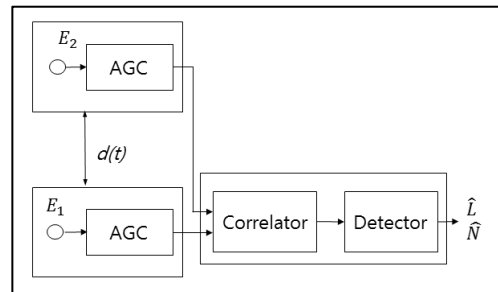 E₂
AGC
d(t)
E₁
AGC
Correlator
Detector
L̂
N̂